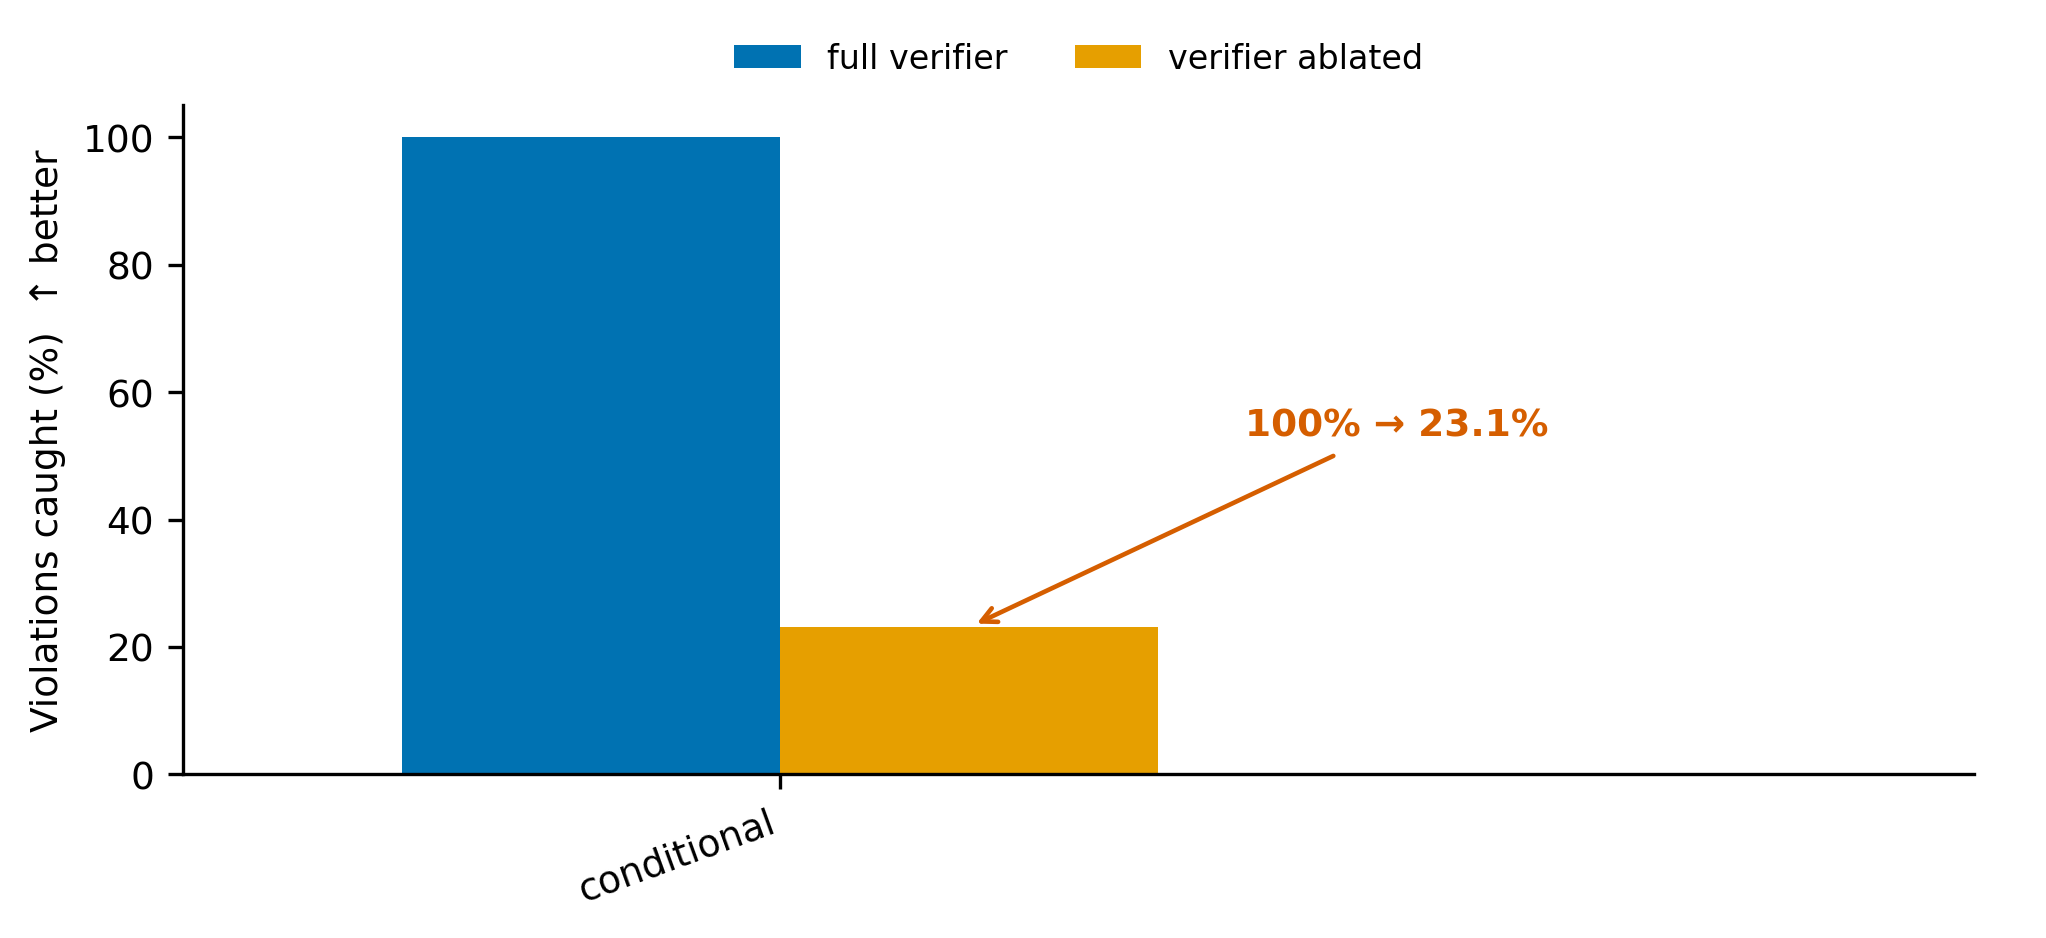 full verifier
verifier ablated
Violations caught (%) ↑ better
100
80
60
40
20
0
100% → 23.1%
conditional